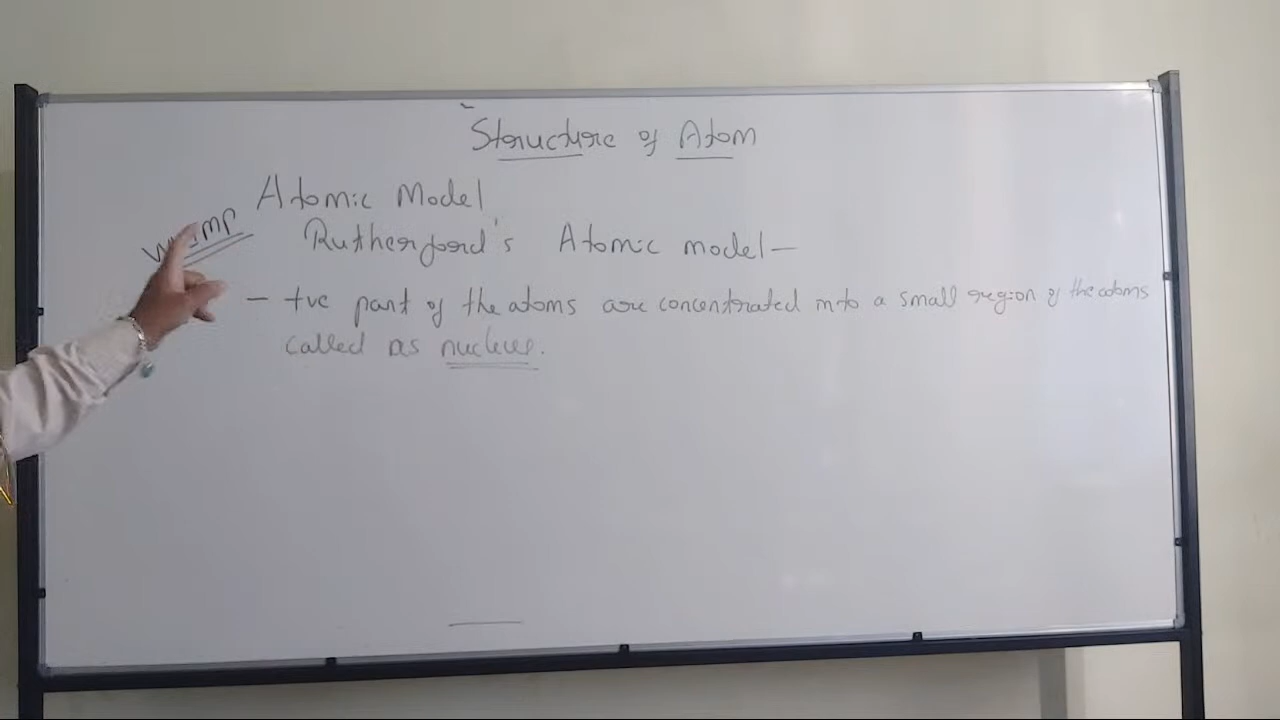 Structure of Atom
Atomic Model
Rutherford's Atomic model-
- +ve part of the atoms are concentrated into a small region of the atoms
called as nucleus.